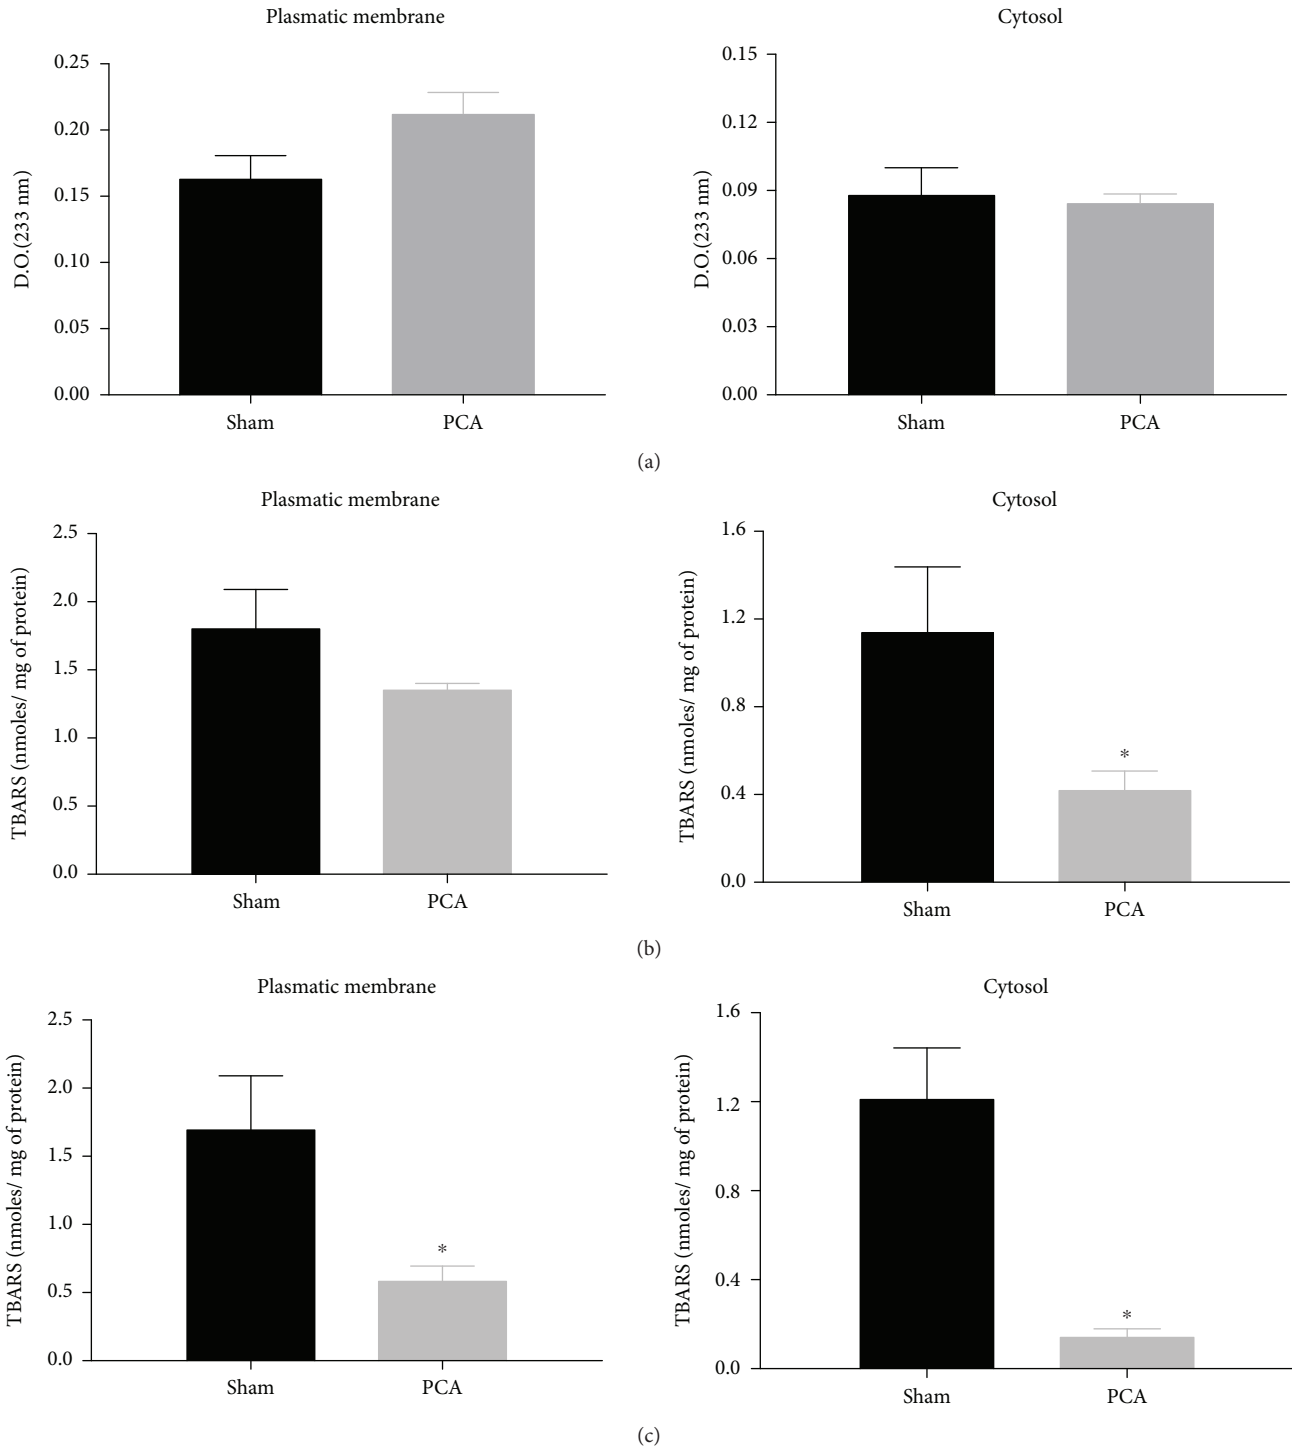 Plasmatic membrane
0.25
0.20
0.15
0.10
0.05
0.00
D.O.(233 nm)
Sham
PCA
Cytosol
0.15
0.12
0.09
0.06
0.03
0.00
D.O.(233 nm)
Sham
PCA
(a)
Plasmatic membrane
2.5
2.0
1.5
1.0
0.5
0.0
TBARS (nmoles/ mg of protein)
Sham
PCA
Cytosol
1.6
1.2
0.8
0.4
0.0
TBARS (nmoles/ mg of protein)
*
Sham
PCA
(b)
Plasmatic membrane
2.5
2.0
1.5
1.0
0.5
0.0
TBARS (nmoles/ mg of protein)
*
Sham
PCA
Cytosol
1.6
1.2
0.8
0.4
0.0
TBARS (nmoles/ mg of protein)
*
Sham
PCA
(c)